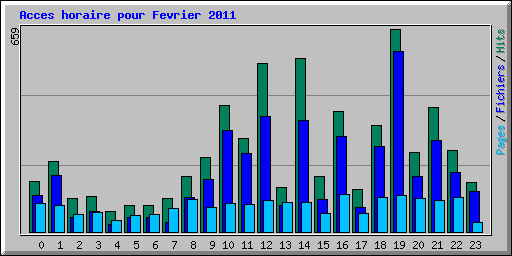 Acces horaire pour Fevrier 2011
659
Pages / Fichiers / Hits
0 1 2 3 4 5 6 7 8 9 10 11 12 13 14 15 16 17 18 19 20 21 22 23